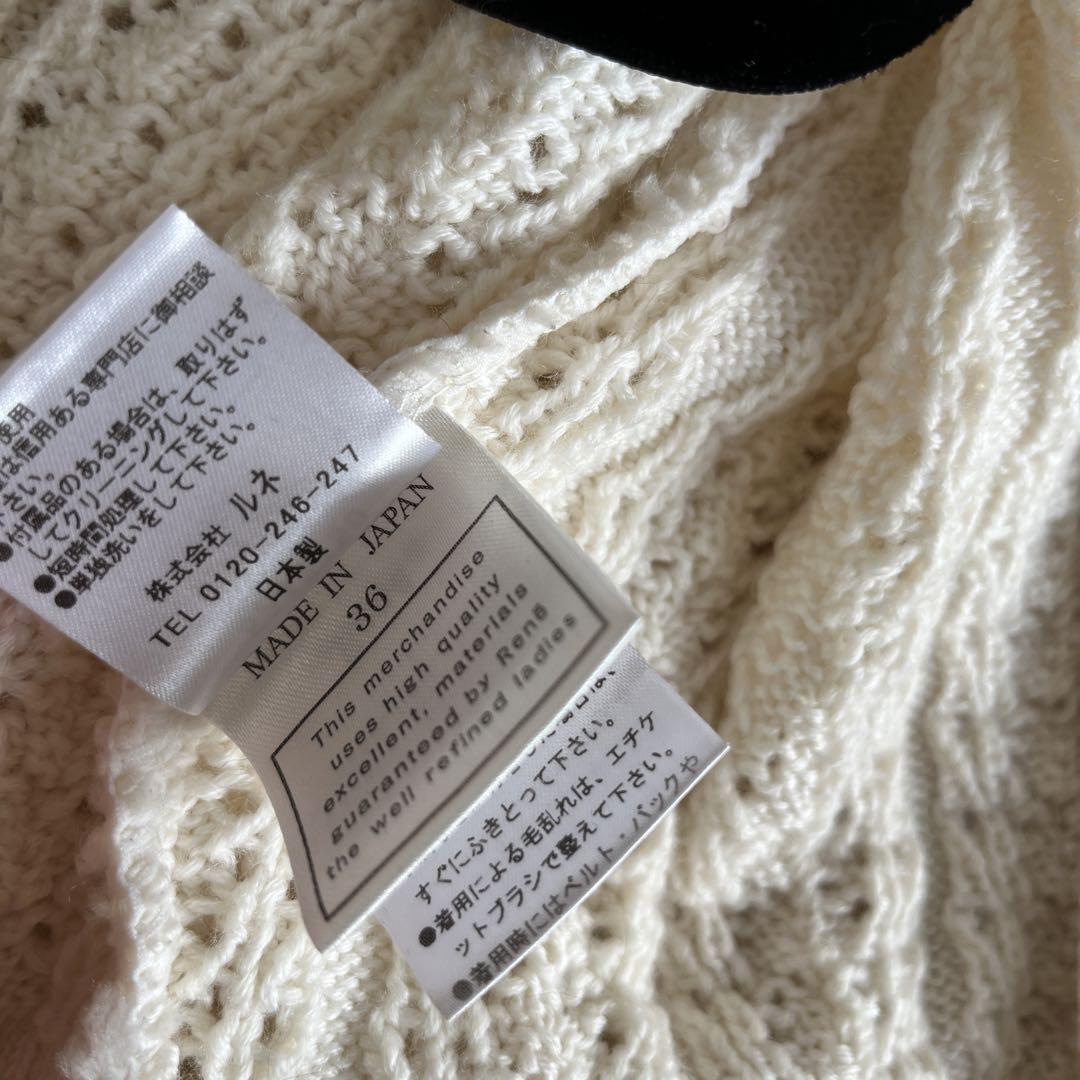 使用
は信用ある専門店に御相談
さい。
●付属品のある場合は、取りはず
してクリーニングして下さい。
●短時間処理して下さい。
●単独洗いをして下さい。
株式会社 ルネ
TEL 0120-246-247
日本製
MADE IN JAPAN
36
This merchandise
uses high quality
excellent, materials
guaranteed by Renē
the well refined ladies
すぐにふきとって下さい。
●着用による毛乱れは、エチケ
ットブラシで整えて下さい。
●着用時にはベルト・バックや